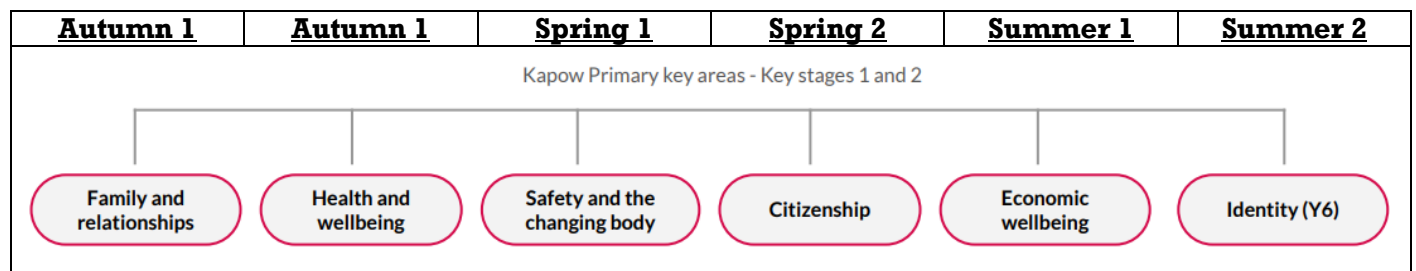 Autumn 1 Autumn 1 Spring 1 Spring 2 Summer 1 Summer 2
Kapow Primary key areas - Key stages 1 and 2
Family and
relationships
Health and
wellbeing
Safety and the
changing body
Citizenship
Economic
wellbeing
Identity (Y6)